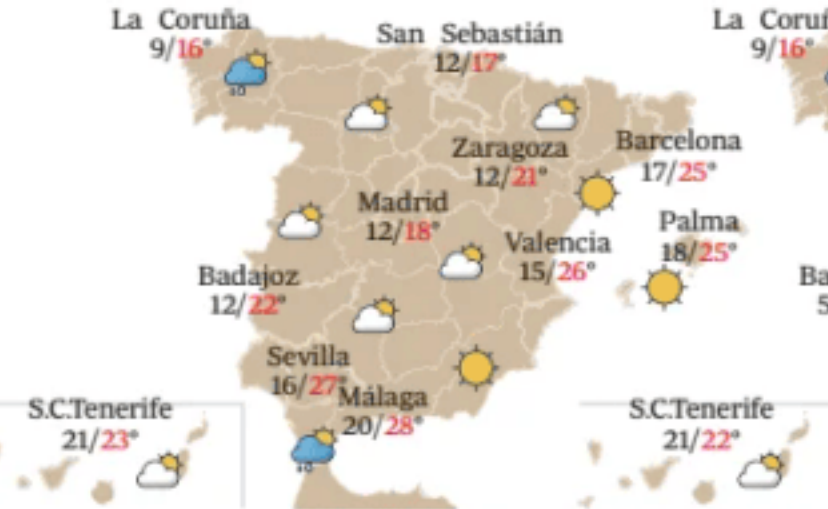 La Coruña
9/16°
San Sebastián
12/17°
La
9/16°
Zaragoza
12/21°
Barcelona
17/25°
Madrid
12/18°
Palma
18/25°
Valencia
15/26°
Badajoz
12/22°
Sevilla
16/27°
Málaga
20/28°
S.C.Tenerife
21/23°
S.C.Tenerife
21/22°